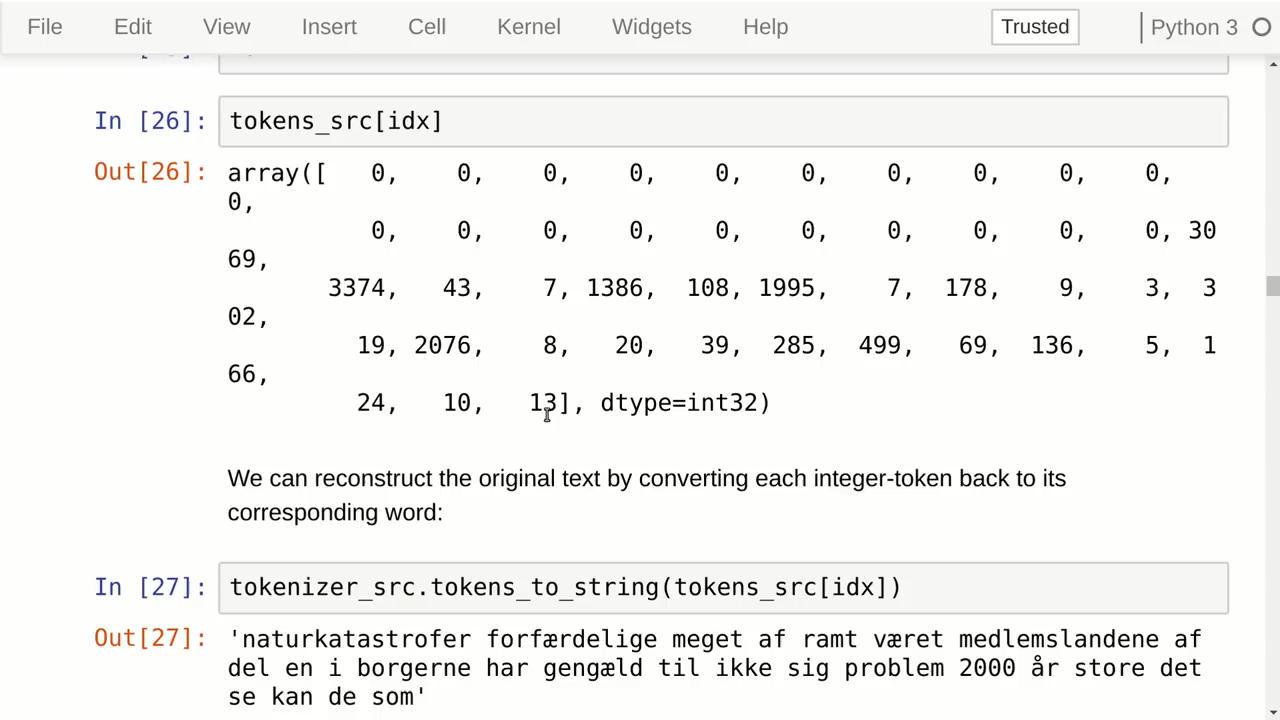 File Edit View Insert Cell Kernel Widgets Help Trusted Python 3
In [26]: tokens_src[idx]
Out[26]: array([ 0, 0, 0, 0, 0, 0, 0, 0, 0, 0,
0,
0, 0, 0, 0, 0, 0, 0, 0, 0, 0, 30
69,
3374, 43, 7, 1386, 108, 1995, 7, 178, 9, 3, 3
02,
19, 2076, 8, 20, 39, 285, 499, 69, 136, 5, 1
66,
24, 10, 13], dtype=int32)
We can reconstruct the original text by converting each integer-token back to its
corresponding word:
In [27]: tokenizer_src.tokens_to_string(tokens_src[idx])
Out[27]: 'naturkatastrofer forfærdelige meget af ramt været medlemslandene af
del en i borgerne har gengæld til ikke sig problem 2000 år store det
se kan de som'